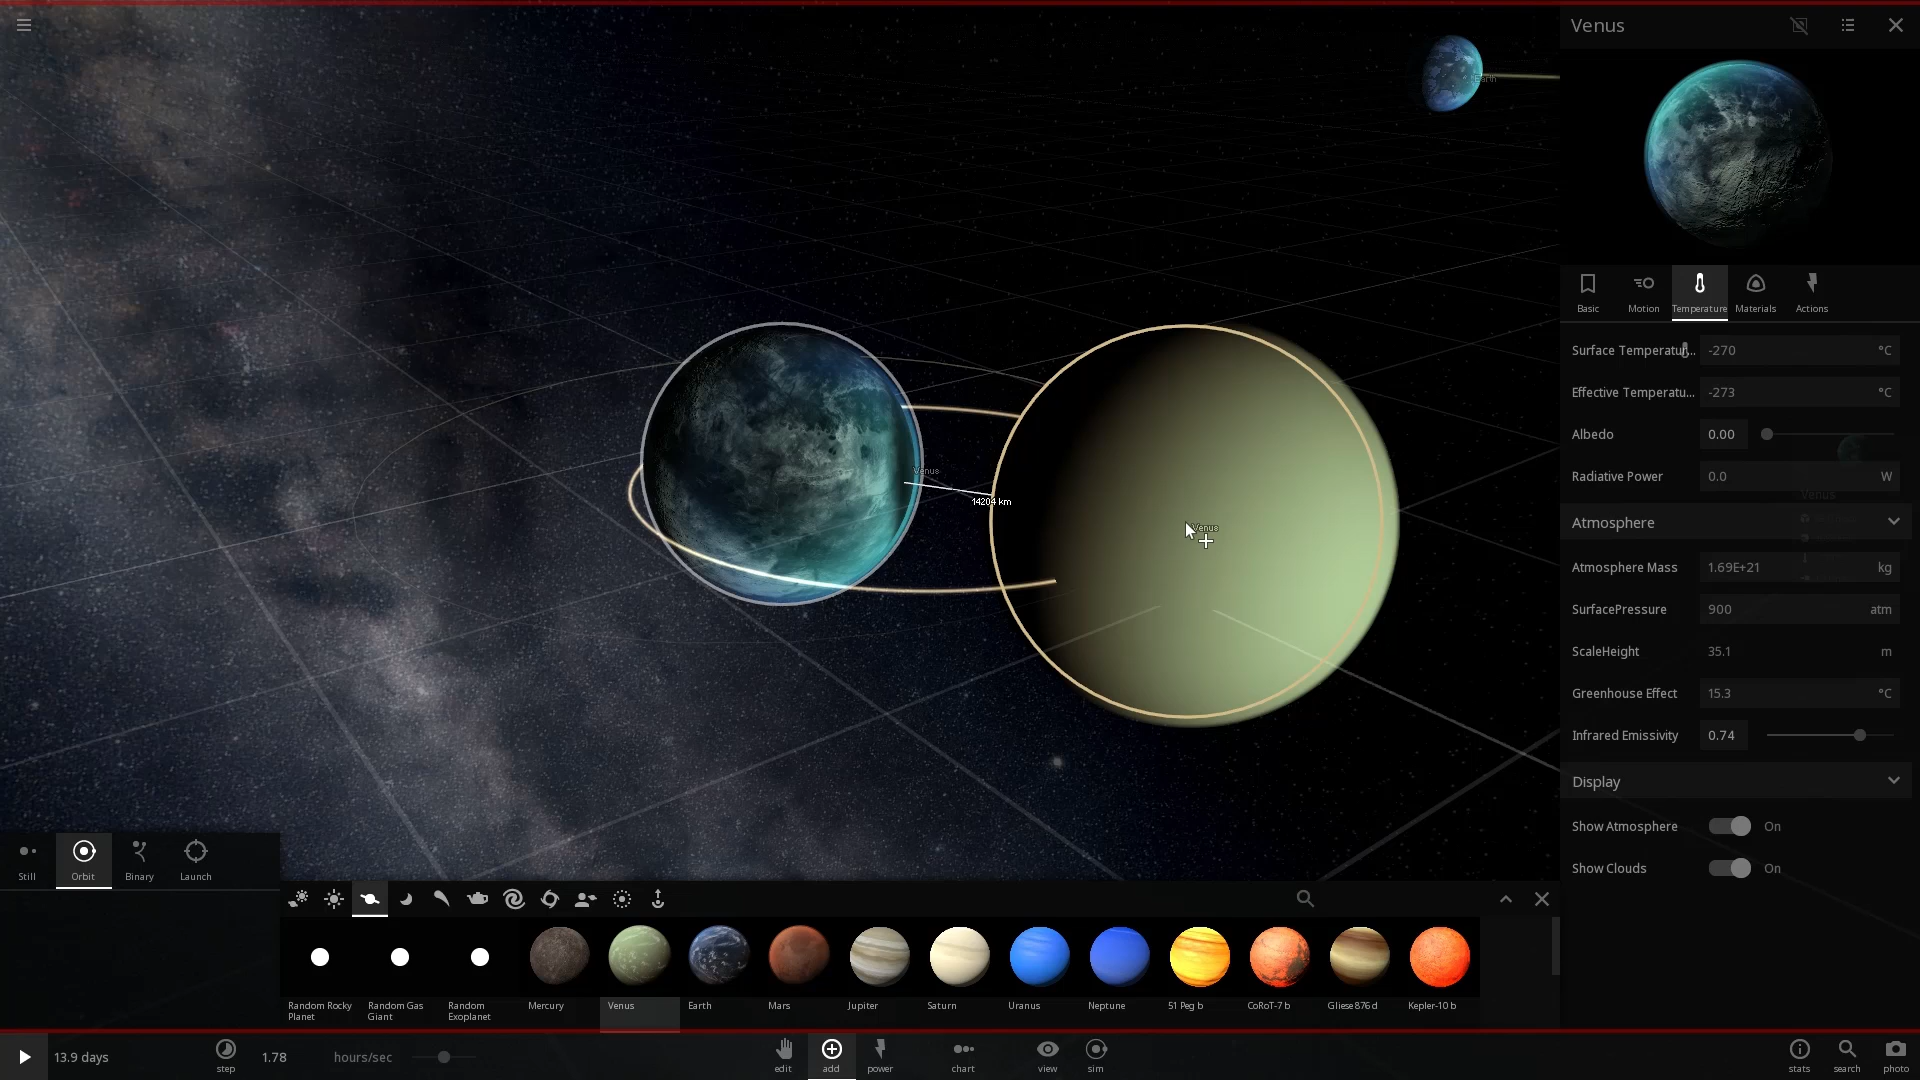 Venus
Earth
Basic
Motion
Temperature
Materials
Actions
Surface Temperatur...
-270
°C
Effective Temperatu...
-273
°C
Albedo
0.00
Radiative Power
0.0
W
Venus
Atmosphere
Atmosphere Mass
1.69E+21
kg
SurfacePressure
900
atm
ScaleHeight
35.1
m
Greenhouse Effect
15.3
°C
Infrared Emissivity
0.74
Display
Show Atmosphere
On
Show Clouds
On
Venus
14204 km
Venus
Still
Orbit
Binary
Launch
Random Rocky
Planet
Random Gas
Giant
Random
Exoplanet
Mercury
Venus
Earth
Mars
Jupiter
Saturn
Uranus
Neptune
51 Peg b
CoRoT-7 b
Gliese 876 d
Kepler-10 b
13.9 days
step
1.78
hours/sec
edit
add
power
chart
view
sim
stats
search
photo